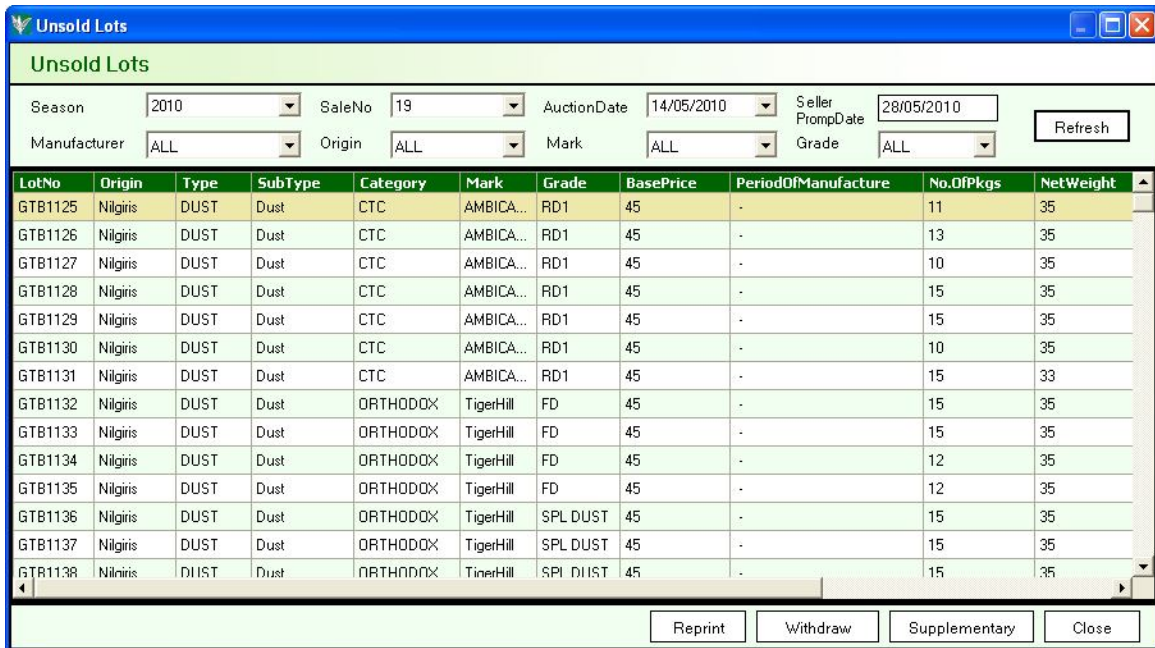 Unsold Lots
Unsold Lots
Season 2010 SaleNo 19 AuctionDate 14/05/2010 Seller PrompDate 28/05/2010 Refresh
Manufacturer ALL Origin ALL Mark ALL Grade ALL
LotNo Origin Type SubType Category Mark Grade BasePrice PeriodOfManufacture No.OfPkgs NetWeight
GTB1125 Nilgiris DUST Dust CTC AMBICA... RD1 45 - 11 35
GTB1126 Nilgiris DUST Dust CTC AMBICA... RD1 45 - 13 35
GTB1127 Nilgiris DUST Dust CTC AMBICA... RD1 45 - 10 35
GTB1128 Nilgiris DUST Dust CTC AMBICA... RD1 45 - 15 35
GTB1129 Nilgiris DUST Dust CTC AMBICA... RD1 45 - 15 35
GTB1130 Nilgiris DUST Dust CTC AMBICA... RD1 45 - 10 35
GTB1131 Nilgiris DUST Dust CTC AMBICA... RD1 45 - 15 33
GTB1132 Nilgiris DUST Dust ORTHODOX TigerHill FD 45 - 15 35
GTB1133 Nilgiris DUST Dust ORTHODOX TigerHill FD 45 - 15 35
GTB1134 Nilgiris DUST Dust ORTHODOX TigerHill FD 45 - 12 35
GTB1135 Nilgiris DUST Dust ORTHODOX TigerHill FD 45 - 12 35
GTB1136 Nilgiris DUST Dust ORTHODOX TigerHill SPL DUST 45 - 15 35
GTB1137 Nilgiris DUST Dust ORTHODOX TigerHill SPL DUST 45 - 15 35
GTB1138 Nilgiris DUST Dust ORTHODOX TigerHill SPL DUST 45 - 15 35
Reprint Withdraw Supplementary Close